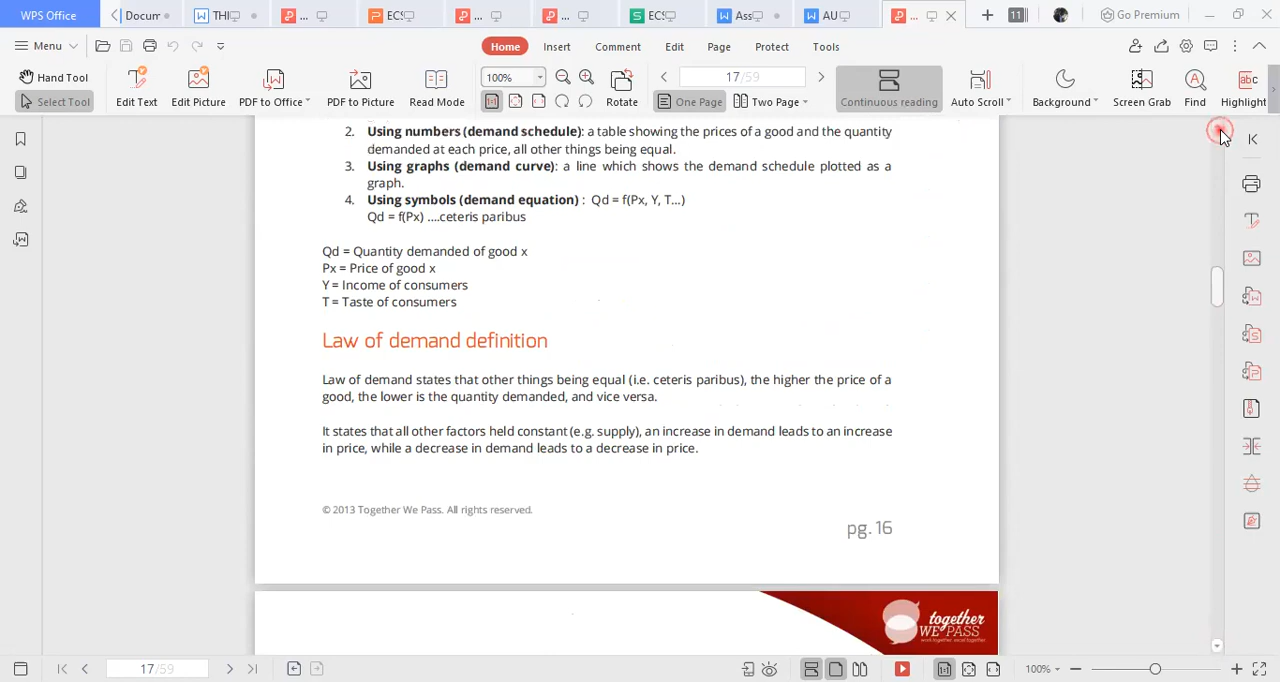 WPS Office
Docum
THI
...
ECS
...
...
ECS
Ass
AU
...
11
Go Premium
Menu
Home
Insert
Comment
Edit
Page
Protect
Tools
Hand Tool
Select Tool
Edit Text
Edit Picture
PDF to Office
PDF to Picture
Read Mode
100%
Rotate
17/59
One Page
Two Page
Continuous reading
Auto Scroll
Background
Screen Grab
Find
Highlight
2. Using numbers (demand schedule): a table showing the prices of a good and the quantity
demanded at each price, all other things being equal.
3. Using graphs (demand curve): a line which shows the demand schedule plotted as a
graph.
4. Using symbols (demand equation) : Qd = f(Px, Y, T...)
Qd = f(Px) ....ceteris paribus
Qd = Quantity demanded of good x
Px = Price of good x
Y = Income of consumers
T = Taste of consumers
Law of demand definition
Law of demand states that other things being equal (i.e. ceteris paribus), the higher the price of a
good, the lower is the quantity demanded, and vice versa.
It states that all other factors held constant (e.g. supply), an increase in demand leads to an increase
in price, while a decrease in demand leads to a decrease in price.
© 2013 Together We Pass. All rights reserved.
pg. 16
together
WE PASS
17/59
100%